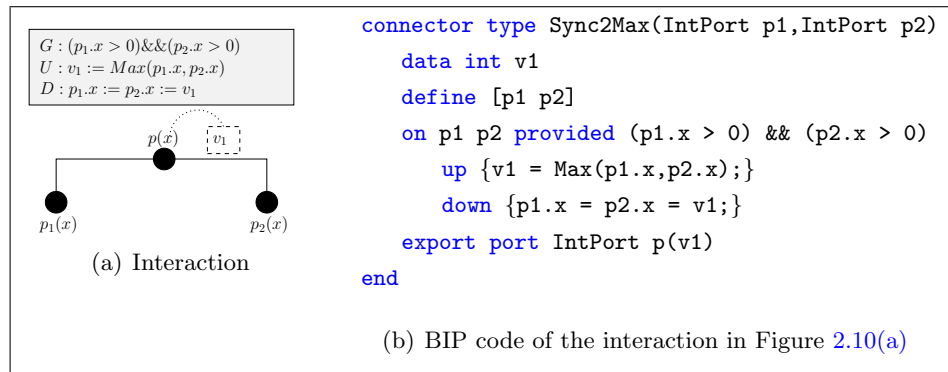 G : (p₁.x > 0)&&(p₂.x > 0)
U : v₁ := Max(p₁.x, p₂.x)
D : p₁.x := p₂.x := v₁
p(x)
v₁
p₁(x)
p₂(x)
(a) Interaction
connector type Sync2Max(IntPort p1,IntPort p2)
data int v1
define [p1 p2]
on p1 p2 provided (p1.x > 0) && (p2.x > 0)
up {v1 = Max(p1.x,p2.x);}
down {p1.x = p2.x = v1;}
export port IntPort p(v1)
end
(b) BIP code of the interaction in Figure 2.10(a)